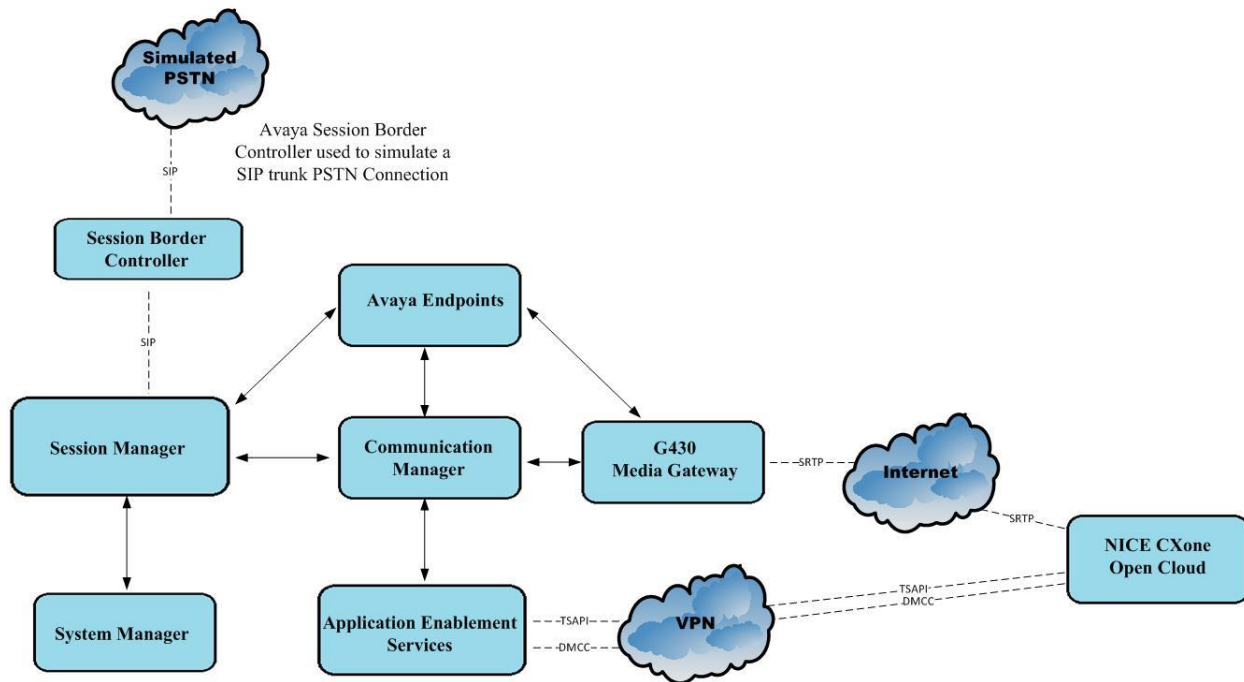 Simulated
PSTN
Avaya Session Border
Controller used to simulate a
SIP trunk PSTN Connection
SIP
Session Border
Controller
Avaya Endpoints
SIP
Session Manager
Communication
Manager
G430
Media Gateway
SRTP
Internet
SRTP
NICE CXone
Open Cloud
TSAPI
DMCC
System Manager
Application Enablement
Services
TSAPI
DMCC
VPN